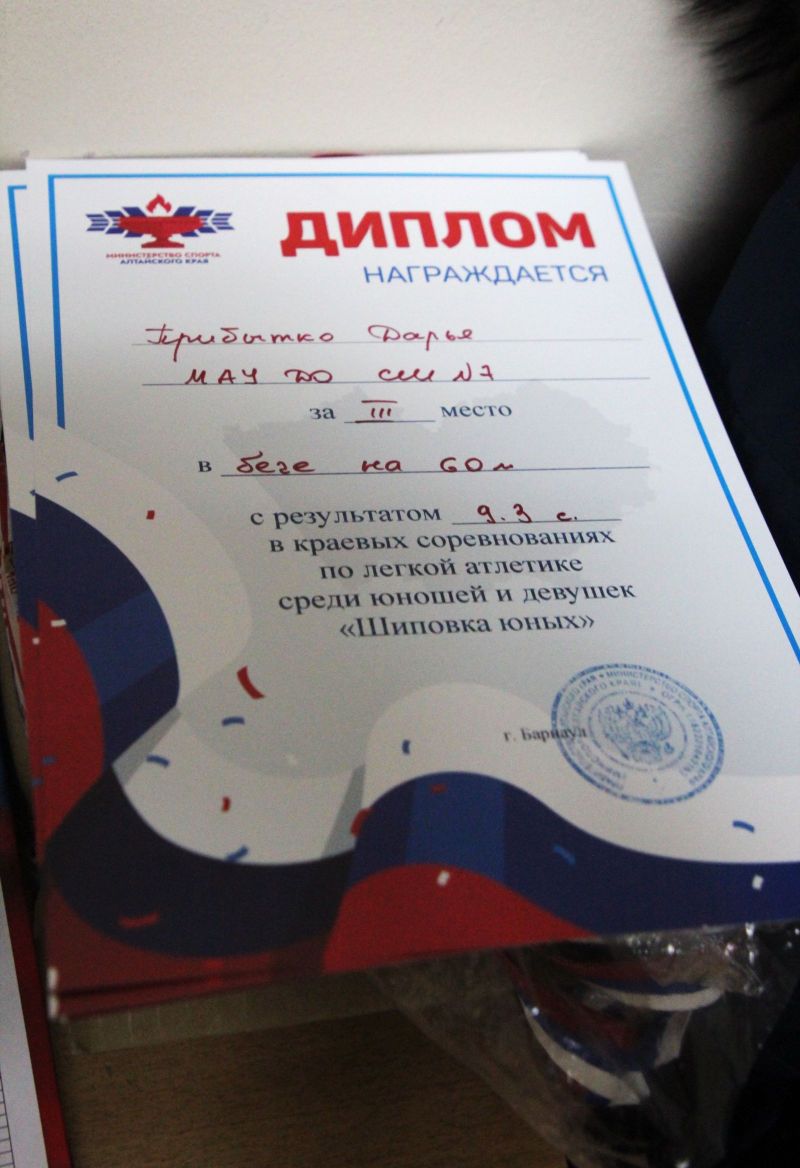 МИНИСТЕРСТВО СПОРТА
АЛТАЙСКОГО КРАЯ
ДИПЛОМ
НАГРАЖДАЕТСЯ
Прибытко Дарья
МАУ ДО СШ №7
за III место
в беге на 60м
с результатом 9.3 с.
в краевых соревнованиях
по легкой атлетике
среди юношей и девушек
«Шиповка юных»
г. Барнаул